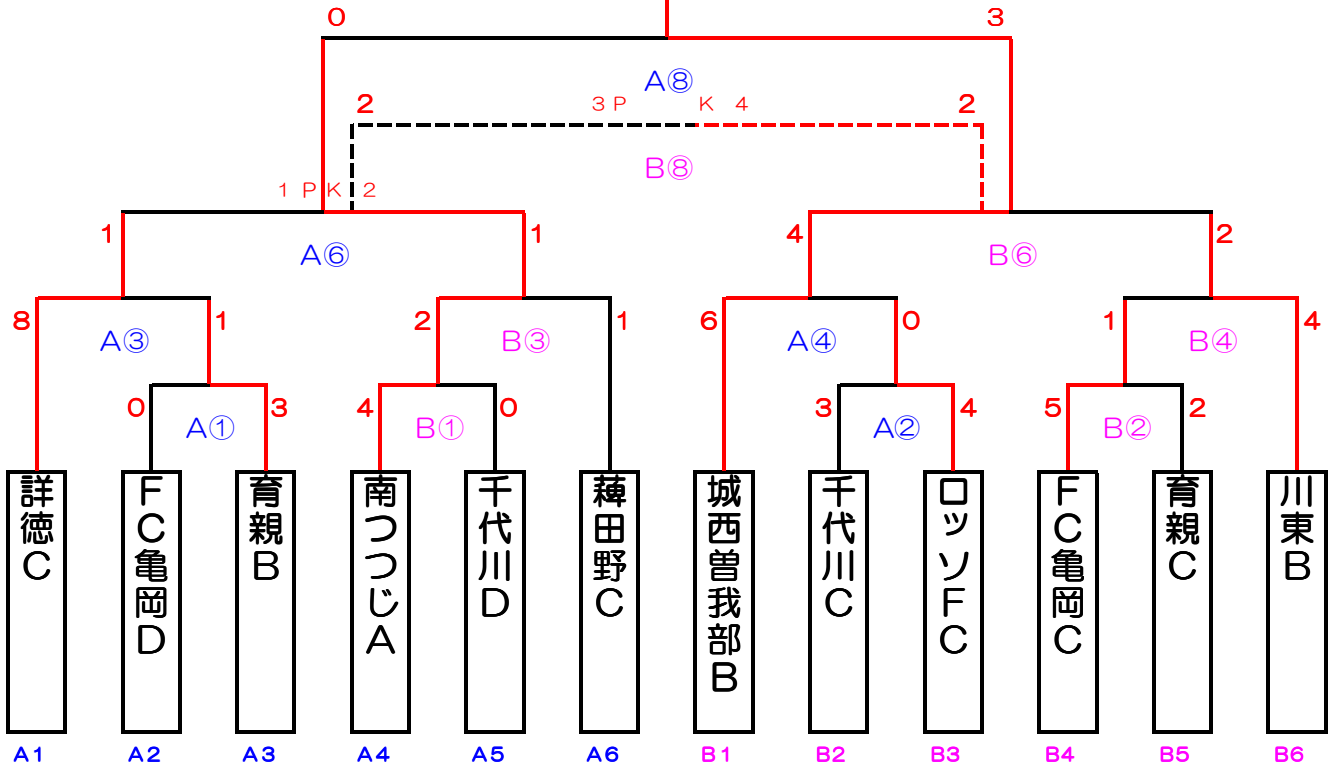 0 3
A⑧
2 3P K 4 2
B⑧
1 PK 2
1 1 4 2
A⑥ B⑥
8 1 2 1 6 0 1 4
A③ B③ A④ B④
0 3 4 0 3 4 5 2
A① B① A② B②
詳徳C
FC亀岡D
育親B
南つつじA
千代川D
薭田野C
城西曽我部B
千代川C
ロッソFC
FC亀岡C
育親C
川東B
A1 A2 A3 A4 A5 A6 B1 B2 B3 B4 B5 B6